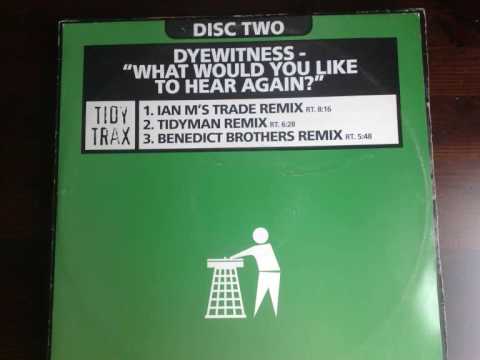 DISC TWO
DYEWITNESS -
"WHAT WOULD YOU LIKE
TO HEAR AGAIN?"
TIDY
TRAX
1. IAN M'S TRADE REMIX RT. 8:16
2. TIDYMAN REMIX RT. 6:28
3. BENEDICT BROTHERS REMIX RT. 5:48